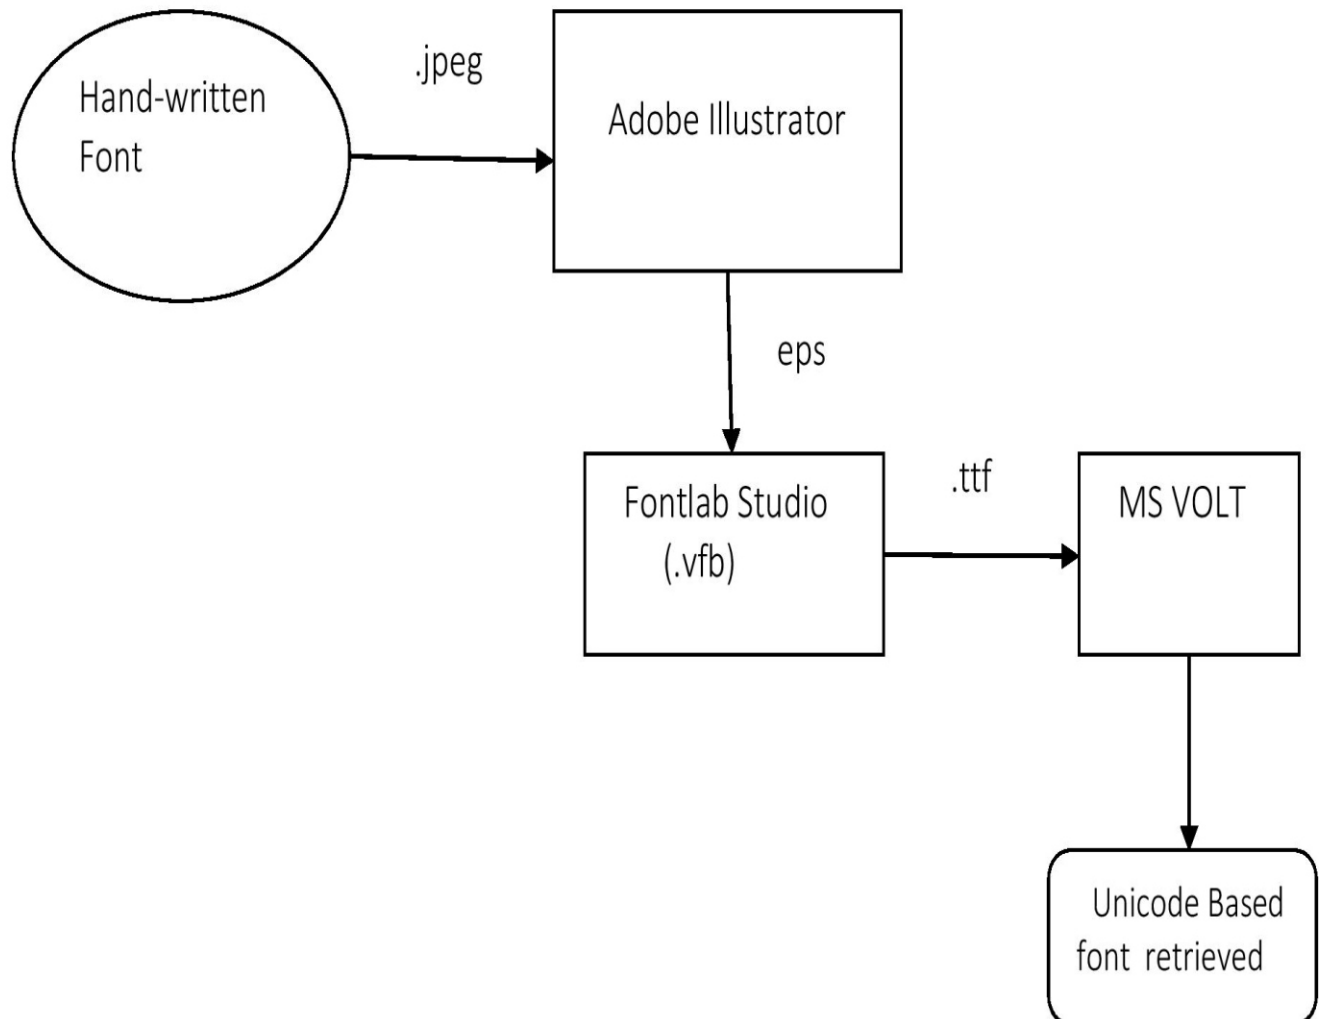 Hand-written
Font
.jpeg
Adobe Illustrator
eps
Fontlab Studio
(.vfb)
.ttf
MS VOLT
Unicode Based
font retrieved